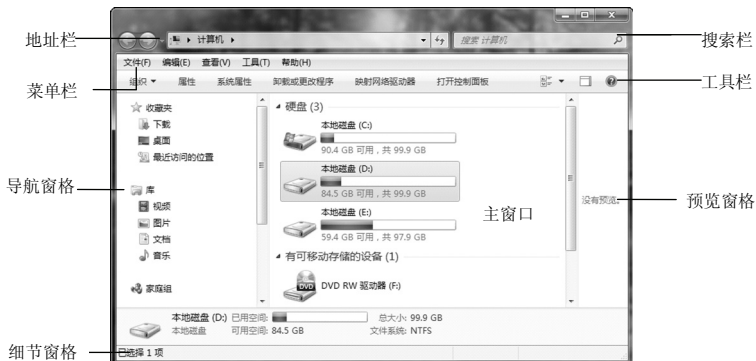 地址栏
计算机
搜索 计算机
搜索栏
文件(F) 编辑(E) 查看(V) 工具(T) 帮助(H)
菜单栏
组织 属性 系统属性 卸载或更改程序 映射网络驱动器 打开控制面板
工具栏
收藏夹
下载
桌面
最近访问的位置
导航窗格
库
视频
图片
文档
音乐
家庭组
硬盘 (3)
本地磁盘 (C:)
90.4 GB 可用，共 99.9 GB
本地磁盘 (D:)
84.5 GB 可用，共 99.9 GB
本地磁盘 (E:)
59.4 GB 可用，共 97.9 GB
主窗口
有可移动存储的设备 (1)
DVD
DVD RW 驱动器 (F:)
没有预览。
预览窗格
本地磁盘 (D:) 已用空间: 总大小: 99.9 GB
本地磁盘 可用空间: 84.5 GB 文件系统: NTFS
细节窗格
已选择 1 项